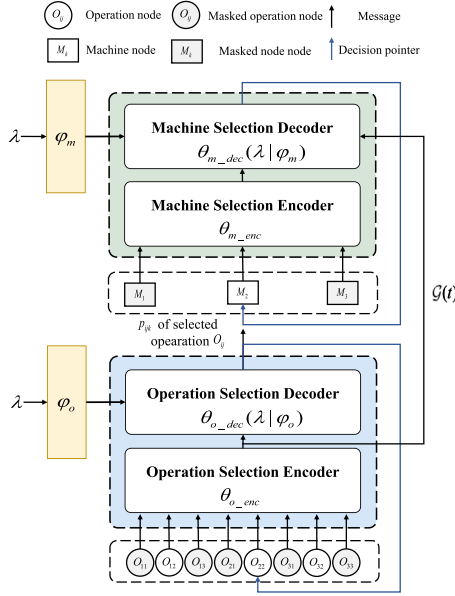 O_ij Operation node O_ij Masked operation node Message
M_k Machine node M_k Masked node node Decision pointer
λ φ_m Machine Selection Decoder
θ_m_dec(λ|φ_m)
Machine Selection Encoder
θ_m_enc
M_1 M_2 M_3
𝒢(t)
p_ijk of selected
opearation O_ij
λ φ_o Operation Selection Decoder
θ_o_dec(λ|φ_o)
Operation Selection Encoder
θ_o_enc
O_11 O_12 O_13 O_21 O_22 O_31 O_32 O_33